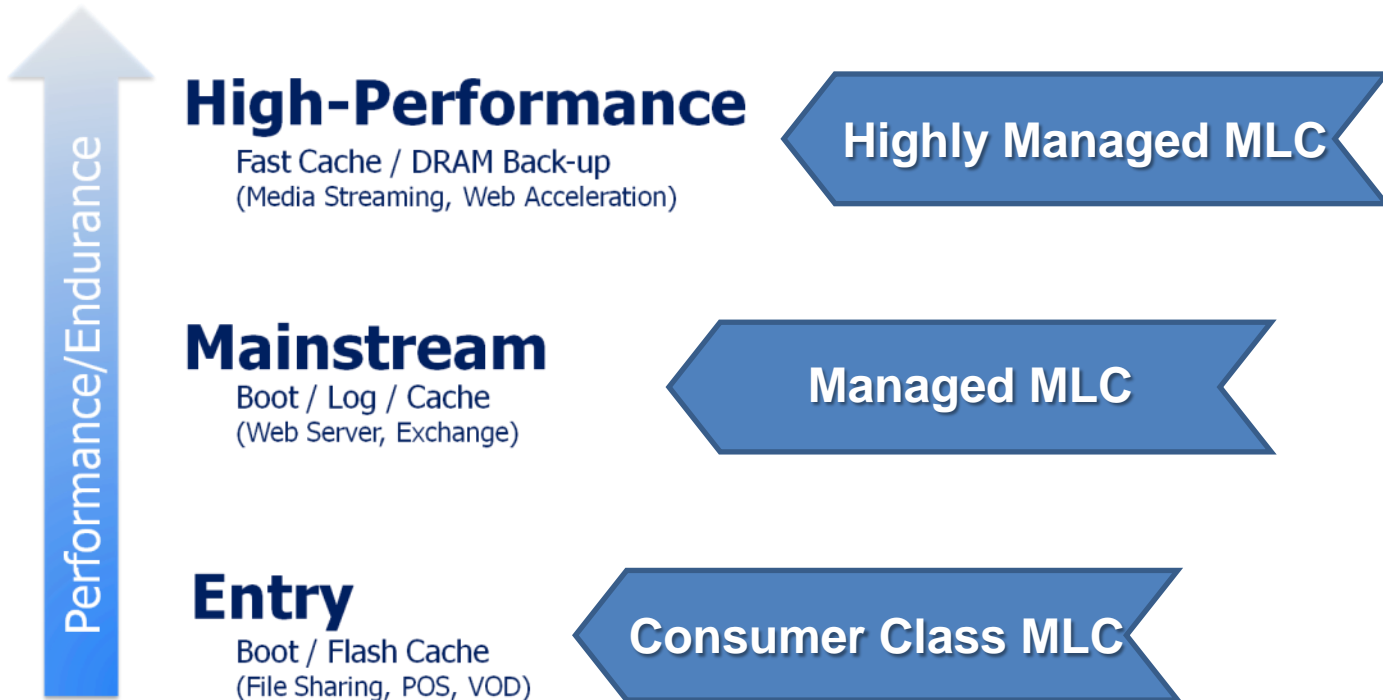 Performance/Endurance
High-Performance
Fast Cache / DRAM Back-up
(Media Streaming, Web Acceleration)
Highly Managed MLC
Mainstream
Boot / Log / Cache
(Web Server, Exchange)
Managed MLC
Entry
Boot / Flash Cache
(File Sharing, POS, VOD)
Consumer Class MLC